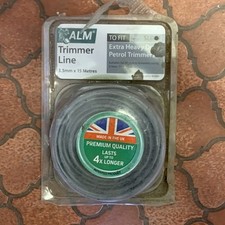 ALM
TO FIT
Trimmer
Line
Extra Heavy
Petrol Trimmers
3.5mm x 11 Metres
MADE IN THE UK
PREMIUM QUALITY
LASTS
UP TO
4X LONGER